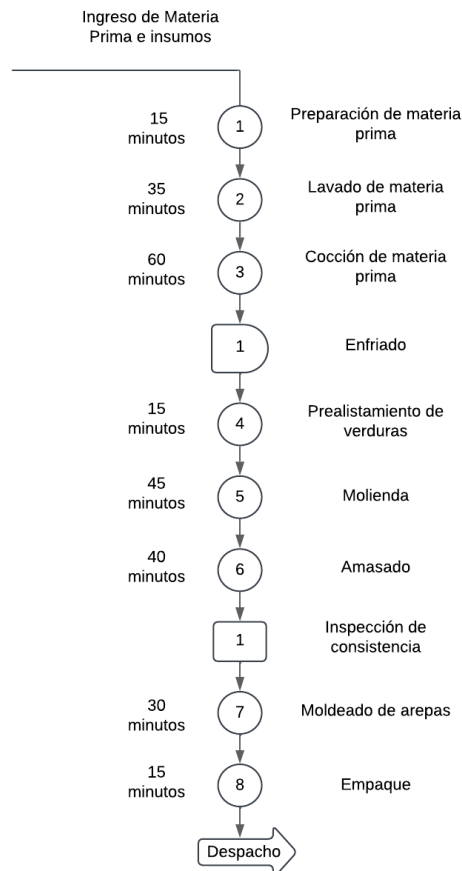 Ingreso de Materia
Prima e insumos
15
minutos
1
Preparación de materia
prima
35
minutos
2
Lavado de materia
prima
60
minutos
3
Cocción de materia
prima
1
Enfriado
15
minutos
4
Prealistamiento de
verduras
45
minutos
5
Molienda
40
minutos
6
Amasado
1
Inspección de
consistencia
30
minutos
7
Moldeado de arepas
15
minutos
8
Empaque
Despacho